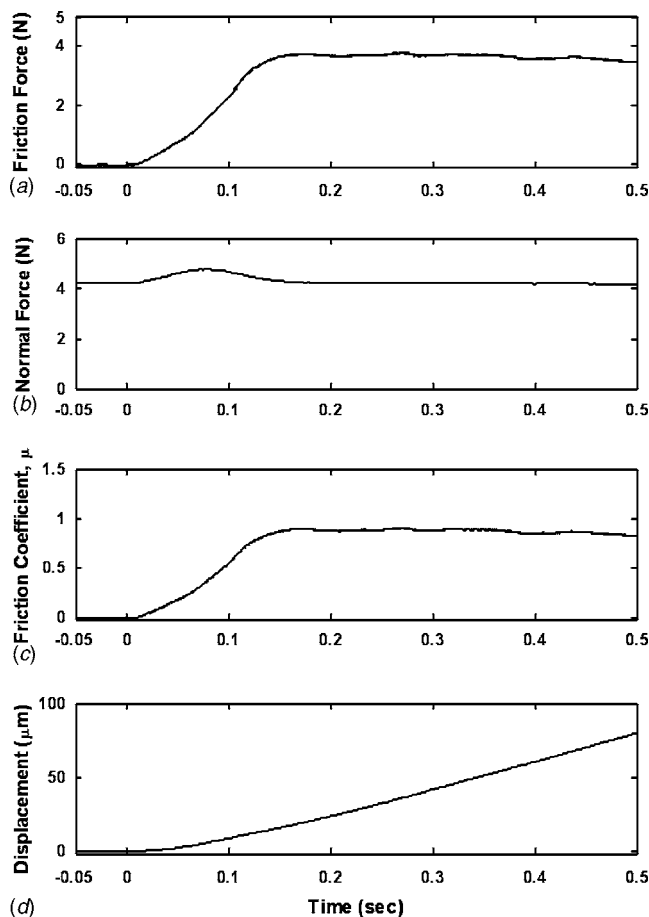 5
4
2
0
Friction Force (N)
(a)
-0.05 0 0.1 0.2 0.3 0.4 0.5
6
4
2
0
Normal Force (N)
(b)
-0.05 0 0.1 0.2 0.3 0.4 0.5
1.5
1
0.5
0
Friction Coefficient, μ
(c)
-0.05 0 0.1 0.2 0.3 0.4 0.5
100
50
0
Displacement (μm)
(d)
-0.05 0 0.1 0.2 0.3 0.4 0.5
Time (sec)